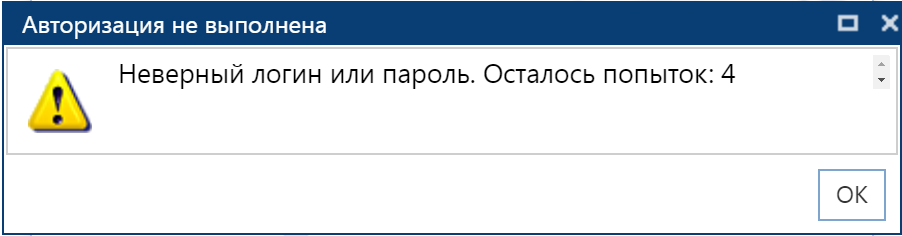 Авторизация не выполнена
Неверный логин или пароль. Осталось попыток: 4
OK